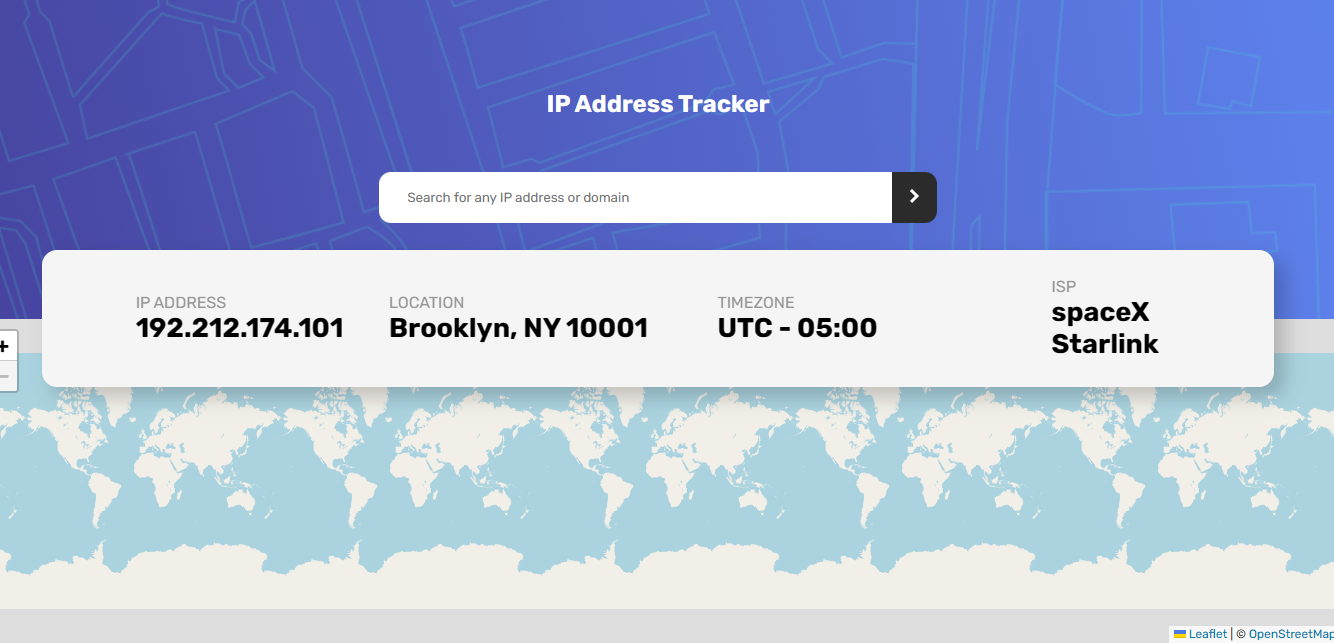 IP Address Tracker
Search for any IP address or domain
IP ADDRESS
192.212.174.101
LOCATION
Brooklyn, NY 10001
TIMEZONE
UTC - 05:00
ISP
spaceX
Starlink
+
−
Leaflet | © OpenStreetMap